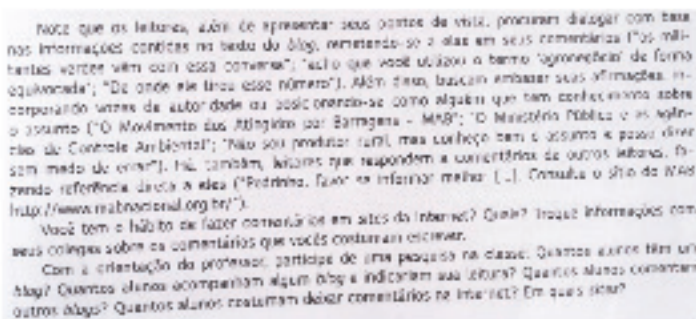 Note que os leitores, além de apresentar seus pontos de vista, procuram dialogar com base
nas informações contidas no texto do blog, remetendo-se a elas em seus comentários ("os mili-
tantes verdes vêm com essa conversa"; "acho que você utilizou o termo 'agronegócio' de forma
equivocada"; "De onde ele tirou esse número"). Além disso, buscam embasar suas afirmações, in-
corporando vozes de autoridade ou posicionando-se como alguém que tem conhecimento sobre
o assunto ("O Movimento dos Atingidos por Barragens – MAB"; "O Ministério Público e as agên-
cias de Controle Ambiental"; "Não sou produtor rural, mas conheço bem o assunto e posso dizer
sem medo de errar"). Há, também, leitores que respondem a comentários de outros leitores, fa-
zendo referência direta a eles ("Pedrinho, favor se informar melhor [...]. Consulte o sítio do MAB
http://www.mabnacional.org.br/").
Você tem o hábito de fazer comentários em sites da internet? Quais? Troque informações com
seus colegas sobre os comentários que vocês costumam escrever.
Com a orientação do professor, participe de uma pesquisa na classe: Quantos alunos têm um
blog? Quantos alunos acompanham algum blog e indicariam sua leitura? Quantos alunos comentam
outros blogs? Quantos alunos costumam deixar comentários na internet? Em quais sites?